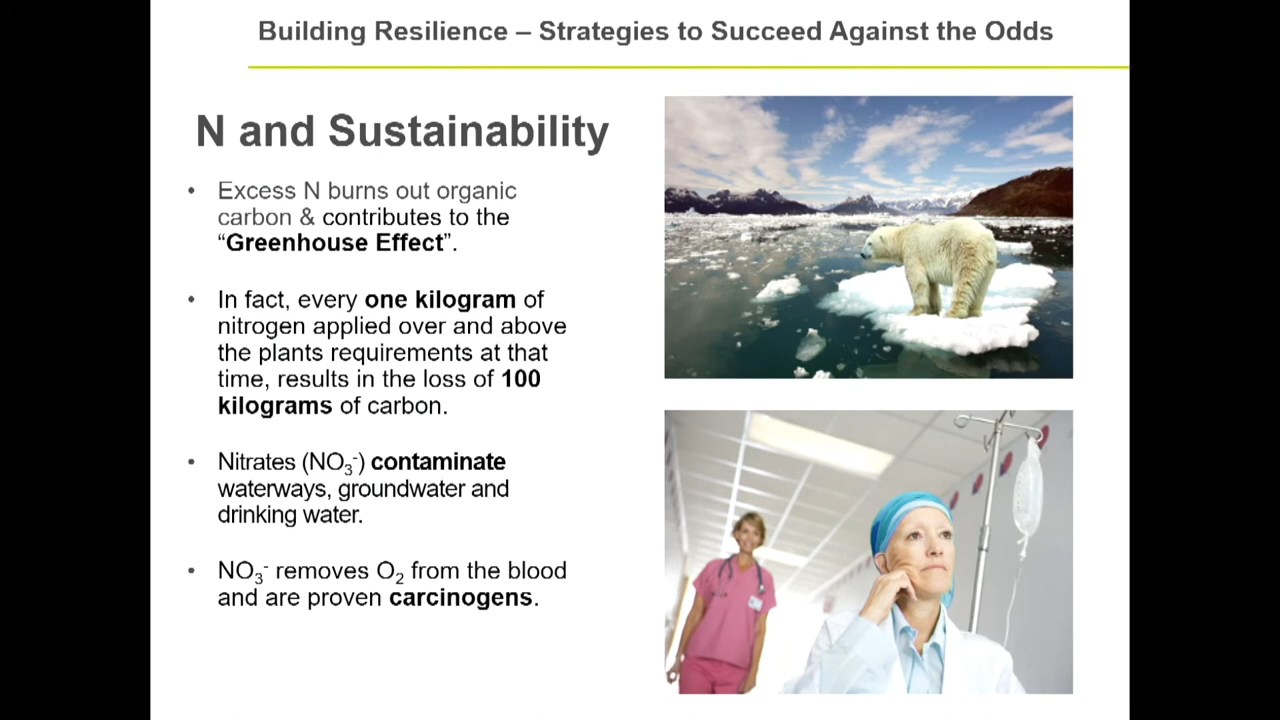 Building Resilience – Strategies to Succeed Against the Odds
N and Sustainability
• Excess N burns out organic
carbon & contributes to the
“Greenhouse Effect”.
• In fact, every one kilogram of
nitrogen applied over and above
the plants requirements at that
time, results in the loss of 100
kilograms of carbon.
• Nitrates (NO₃⁻) contaminate
waterways, groundwater and
drinking water.
• NO₃⁻ removes O₂ from the blood
and are proven carcinogens.